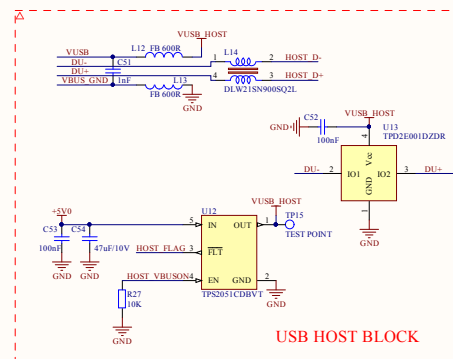 VUSB_HOST
L12 FB 600R
L14
VUSB
DU-
C51
1
2
HOST_D-
DU+
4
3
HOST_D+
VBUS_GND
1nF
L13
FB 600R
DLW21SN900SQ2L
GND
C52
VUSB_HOST
GND
100nF
U13
TPD2E001DZDR
4
Vcc
DU-
2
IO1
IO2
3
DU+
GND
1
GND
VUSB_HOST
+5V0
U12
TP15
C53
C54
5
IN
OUT
1
TEST POINT
100nF
47uF/10V
HOST_FLAG
3
FLT
GND
GND
HOST_VBUSON
4
EN
GND
2
R27
10K
TPS2051CDBVT
GND
GND
USB HOST BLOCK